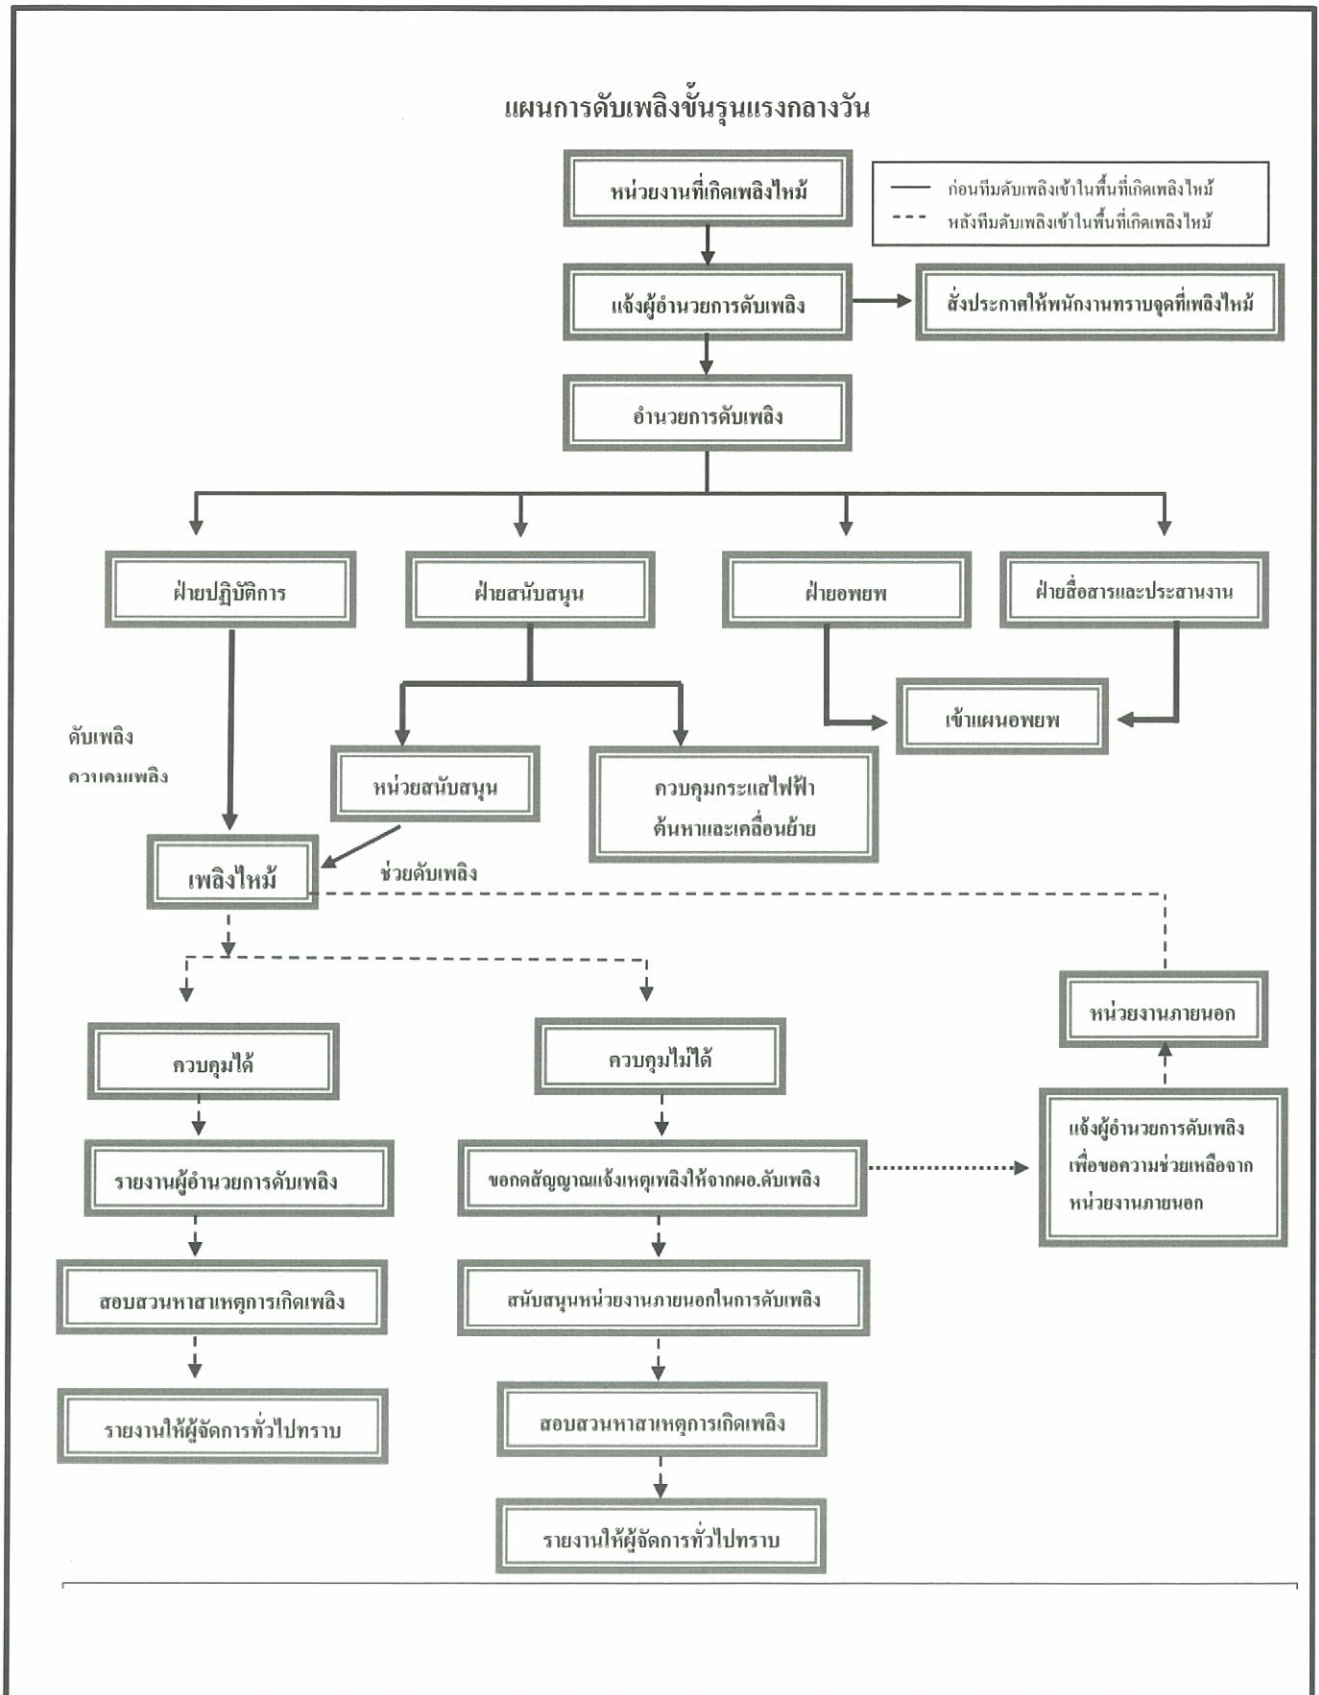 แผนการดับเพลิงขั้นรุนแรงกลางวัน
หน่วยงานที่เกิดเพลิงไหม้
ก่อนทีมดับเพลิงเข้าในพื้นที่เกิดเพลิงไหม้
หลังทีมดับเพลิงเข้าในพื้นที่เกิดเพลิงไหม้
แจ้งผู้อำนวยการดับเพลิง
สั่งประกาศให้พนักงานทราบจุดที่เพลิงไหม้
อำนวยการดับเพลิง
ฝ่ายปฏิบัติการ
ฝ่ายสนับสนุน
ฝ่ายอพยพ
ฝ่ายสื่อสารและประสานงาน
เข้าแผนอพยพ
ดับเพลิง
ควบคุมเพลิง
หน่วยสนับสนุน
ควบคุมกระแสไฟฟ้า
ค้นหาและเคลื่อนย้าย
เพลิงไหม้
ช่วยดับเพลิง
หน่วยงานภายนอก
ควบคุมได้
ควบคุมไม่ได้
แจ้งผู้อำนวยการดับเพลิง
เพื่อขอความช่วยเหลือจาก
หน่วยงานภายนอก
รายงานผู้อำนวยการดับเพลิง
ขอกดสัญญาณแจ้งเหตุเพลิงให้จากผอ.ดับเพลิง
สอบสวนหาสาเหตุการเกิดเพลิง
สนับสนุนหน่วยงานภายนอกในการดับเพลิง
รายงานให้ผู้จัดการทั่วไปทราบ
สอบสวนหาสาเหตุการเกิดเพลิง
รายงานให้ผู้จัดการทั่วไปทราบ